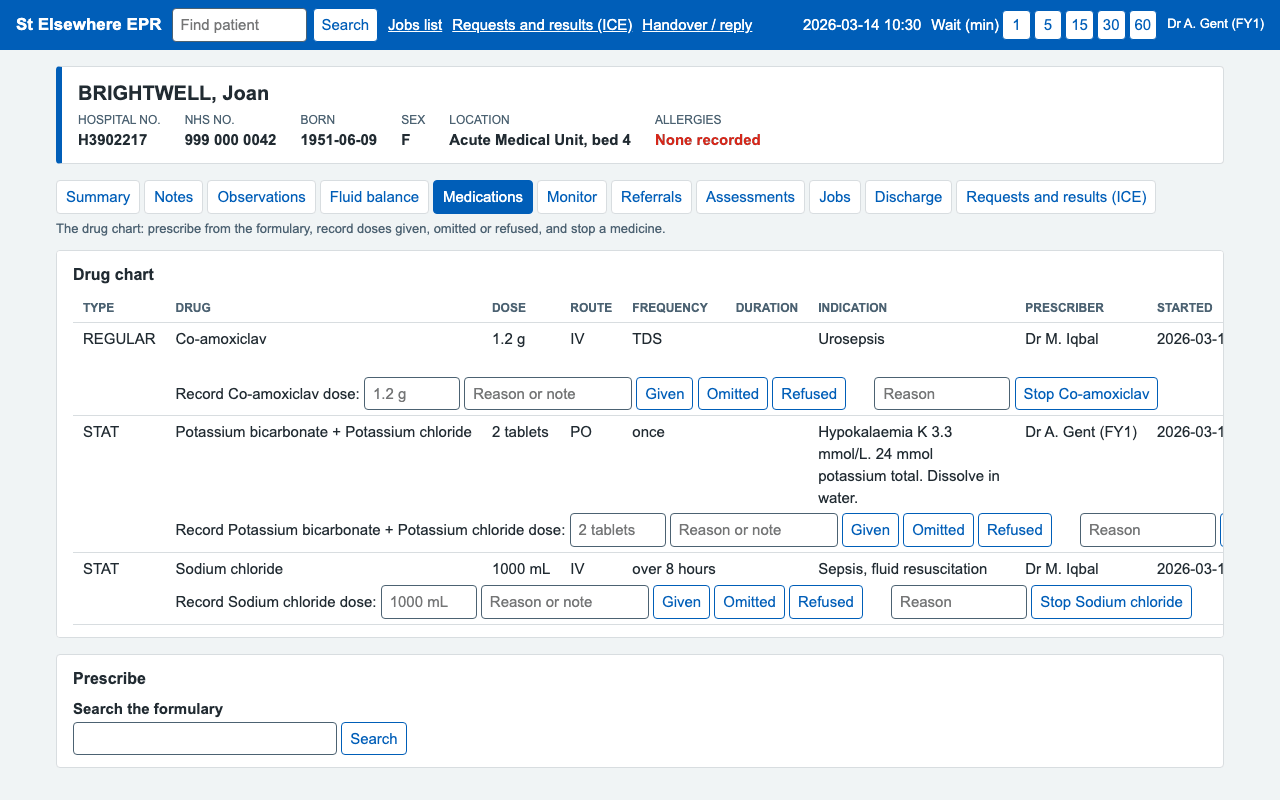 St Elsewhere EPR Find patient Search Jobs list Requests and results (ICE) Handover / reply 2026-03-14 10:30 Wait (min) 1 5 15 30 60 Dr A. Gent (FY1)
BRIGHTWELL, Joan
HOSPITAL NO. NHS NO. BORN SEX LOCATION ALLERGIES
H3902217 999 000 0042 1951-06-09 F Acute Medical Unit, bed 4 None recorded
Summary Notes Observations Fluid balance Medications Monitor Referrals Assessments Jobs Discharge Requests and results (ICE)
The drug chart: prescribe from the formulary, record doses given, omitted or refused, and stop a medicine.
Drug chart
TYPE DRUG DOSE ROUTE FREQUENCY DURATION INDICATION PRESCRIBER STARTED
REGULAR Co-amoxiclav 1.2 g IV TDS Urosepsis Dr M. Iqbal 2026-03-1
Record Co-amoxiclav dose: 1.2 g Reason or note Given Omitted Refused Reason Stop Co-amoxiclav
STAT Potassium bicarbonate + Potassium chloride 2 tablets PO once Hypokalaemia K 3.3 Dr A. Gent (FY1) 2026-03-1
mmol/L. 24 mmol
potassium total. Dissolve in
water.
Record Potassium bicarbonate + Potassium chloride dose: 2 tablets Reason or note Given Omitted Refused Reason
STAT Sodium chloride 1000 mL IV over 8 hours Sepsis, fluid resuscitation Dr M. Iqbal 2026-03-1
Record Sodium chloride dose: 1000 mL Reason or note Given Omitted Refused Reason Stop Sodium chloride
Prescribe
Search the formulary
Search